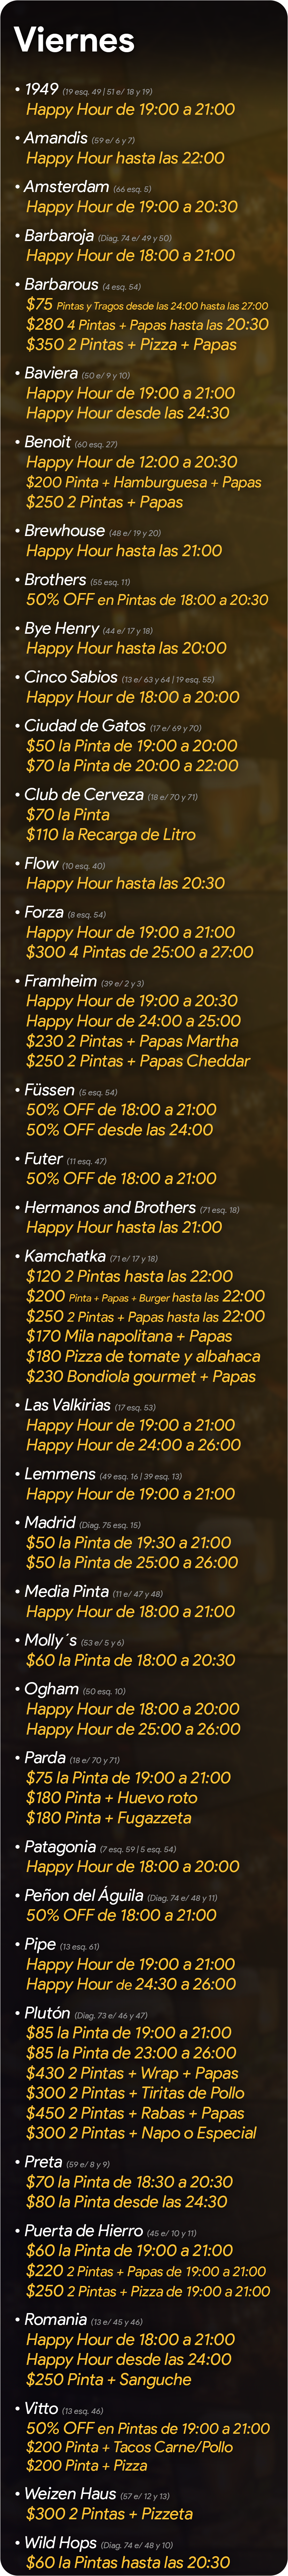 Viernes
• 1949 (19 esq. 49 | 51 e/ 18 y 19)
Happy Hour de 19:00 a 21:00
• Amandis (59 e/ 6 y 7)
Happy Hour hasta las 22:00
• Amsterdam (66 esq. 5)
Happy Hour de 19:00 a 20:30
• Barbaroja (Diag. 74 e/ 49 y 50)
Happy Hour de 18:00 a 21:00
• Barbarous (4 esq. 54)
$75 Pintas y Tragos desde las 24:00 hasta las 27:00
$280 4 Pintas + Papas hasta las 20:30
$350 2 Pintas + Pizza + Papas
• Baviera (50 e/ 9 y 10)
Happy Hour de 19:00 a 21:00
Happy Hour desde las 24:30
• Benoit (60 esq. 27)
Happy Hour de 12:00 a 20:30
$200 Pinta + Hamburguesa + Papas
$250 2 Pintas + Papas
• Brewhouse (48 e/ 19 y 20)
Happy Hour hasta las 21:00
• Brothers (55 esq. 11)
50% OFF en Pintas de 18:00 a 20:30
• Bye Henry (44 e/ 17 y 18)
Happy Hour hasta las 20:00
• Cinco Sabios (13 e/ 63 y 64 | 19 esq. 55)
Happy Hour de 18:00 a 20:00
• Ciudad de Gatos (17 e/ 69 y 70)
$50 la Pinta de 19:00 a 20:00
$70 la Pinta de 20:00 a 22:00
• Club de Cerveza (18 e/ 70 y 71)
$70 la Pinta
$110 la Recarga de Litro
• Flow (10 esq. 40)
Happy Hour hasta las 20:30
• Forza (8 esq. 54)
Happy Hour de 19:00 a 21:00
$300 4 Pintas de 25:00 a 27:00
• Framheim (39 e/ 2 y 3)
Happy Hour de 19:00 a 20:30
Happy Hour de 24:00 a 25:00
$230 2 Pintas + Papas Martha
$250 2 Pintas + Papas Cheddar
• Füssen (5 esq. 54)
50% OFF de 18:00 a 21:00
50% OFF desde las 24:00
• Futer (11 esq. 47)
50% OFF de 18:00 a 21:00
• Hermanos and Brothers (71 esq. 18)
Happy Hour hasta las 21:00
• Kamchatka (71 e/ 17 y 18)
$120 2 Pintas hasta las 22:00
$200 Pinta + Papas + Burger hasta las 22:00
$250 2 Pintas + Papas hasta las 22:00
$170 Mila napolitana + Papas
$180 Pizza de tomate y albahaca
$230 Bondiola gourmet + Papas
• Las Valkirias (17 esq. 53)
Happy Hour de 19:00 a 21:00
Happy Hour de 24:00 a 26:00
• Lemmens (49 esq. 16 | 39 esq. 13)
Happy Hour de 19:00 a 21:00
• Madrid (Diag. 75 esq. 15)
$50 la Pinta de 19:30 a 21:00
$50 la Pinta de 25:00 a 26:00
• Media Pinta (11 e/ 47 y 48)
Happy Hour de 18:00 a 21:00
• Molly´s (53 e/ 5 y 6)
$60 la Pinta de 18:00 a 20:30
• Ogham (50 esq. 10)
Happy Hour de 18:00 a 20:00
Happy Hour de 25:00 a 26:00
• Parda (18 e/ 70 y 71)
$75 la Pinta de 19:00 a 21:00
$180 Pinta + Huevo roto
$180 Pinta + Fugazzeta
• Patagonia (7 esq. 59 | 5 esq. 54)
Happy Hour de 18:00 a 20:00
• Peñon del Águila (Diag. 74 e/ 48 y 11)
50% OFF de 18:00 a 21:00
• Pipe (13 esq. 61)
Happy Hour de 19:00 a 21:00
Happy Hour de 24:30 a 26:00
• Plutón (Diag. 73 e/ 46 y 47)
$85 la Pinta de 19:00 a 21:00
$85 la Pinta de 23:00 a 26:00
$430 2 Pintas + Wrap + Papas
$300 2 Pintas + Tiritas de Pollo
$450 2 Pintas + Rabas + Papas
$300 2 Pintas + Napo o Especial
• Preta (59 e/ 8 y 9)
$70 la Pinta de 18:30 a 20:30
$80 la Pinta desde las 24:30
• Puerta de Hierro (45 e/ 10 y 11)
$60 la Pinta de 19:00 a 21:00
$220 2 Pintas + Papas de 19:00 a 21:00
$250 2 Pintas + Pizza de 19:00 a 21:00
• Romania (13 e/ 45 y 46)
Happy Hour de 18:00 a 21:00
Happy Hour desde las 24:00
$250 Pinta + Sanguche
• Vitto (13 esq. 46)
50% OFF en Pintas de 19:00 a 21:00
$200 Pinta + Tacos Carne/Pollo
$200 Pinta + Pizza
• Weizen Haus (57 e/ 12 y 13)
$300 2 Pintas + Pizzeta
• Wild Hops (Diag. 74 e/ 48 y 10)
$60 la Pintas hasta las 20:30